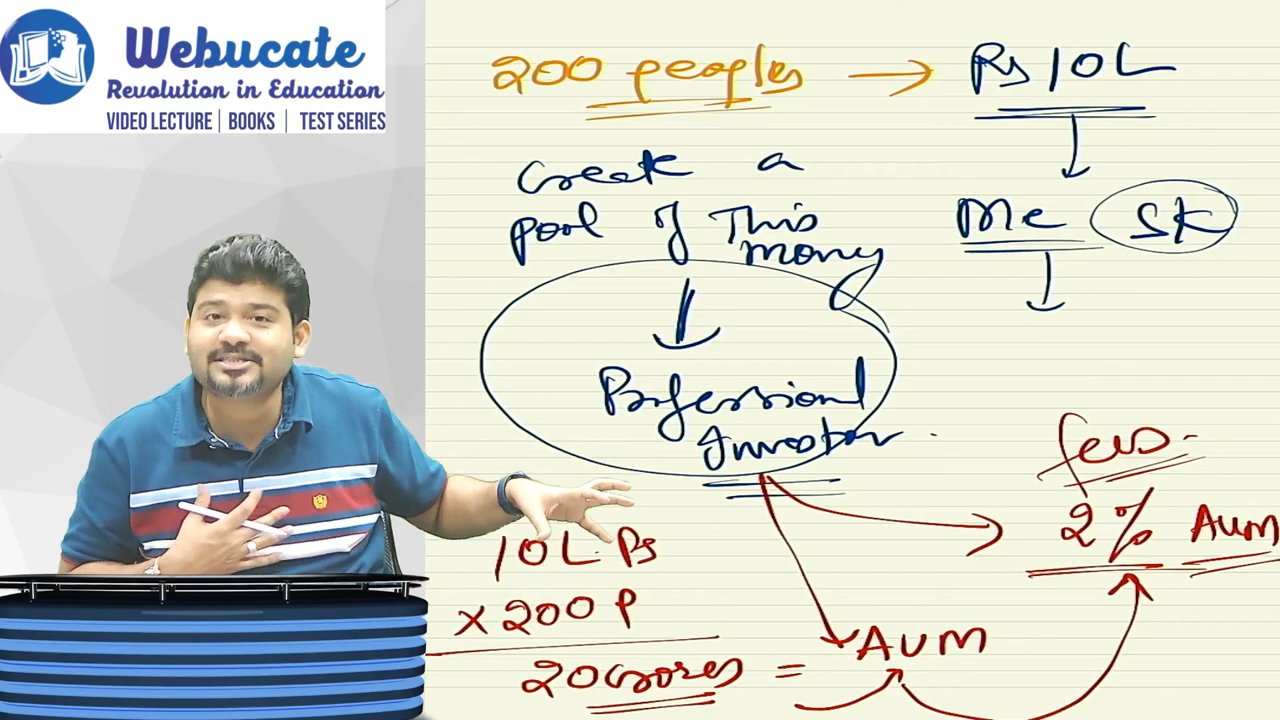 Webucate
Revolution in Education
VIDEO LECTURE | BOOKS | TEST SERIES
200 peoples → Rs 10L
create a
pool of This
money
Me SK
Professional
Investor.
fees.
2% AUM
10L Rs
× 200 P
20 crores = AUM